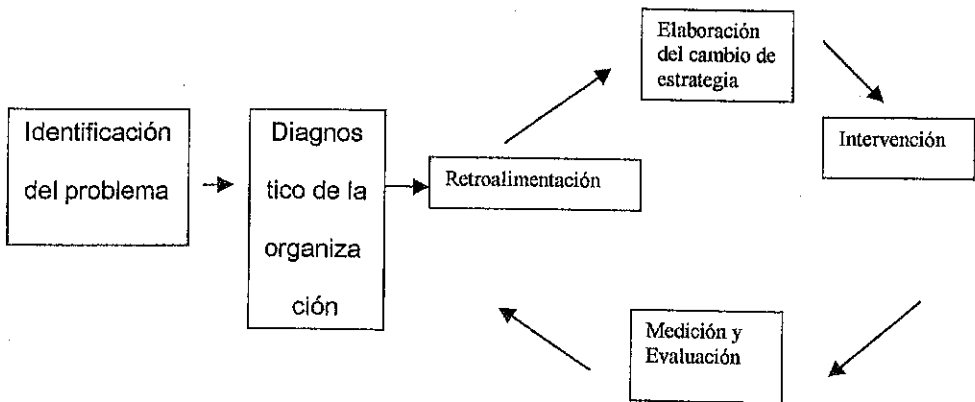 Identificación
del problema
Diagnos
tico de la
organiza
ción
Retroalimentación
Elaboración
del cambio de
estrategia
Intervención
Medición y
Evaluación